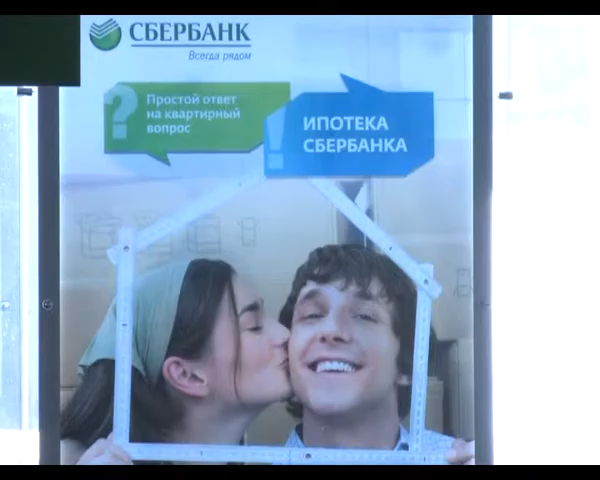 СБЕРБАНК
Всегда рядом
Простой ответ
на квартирный
вопрос
ИПОТЕКА
СБЕРБАНКА